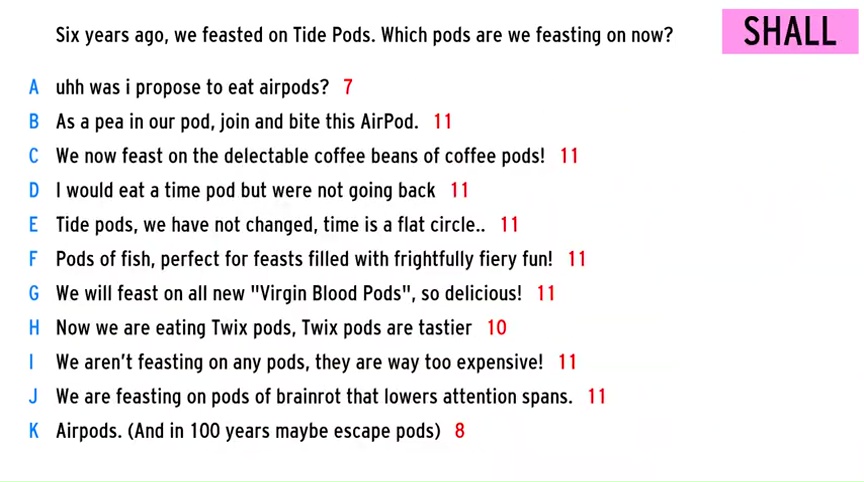 Six years ago, we feasted on Tide Pods. Which pods are we feasting on now?
SHALL
A uhh was i propose to eat airpods? 7
B As a pea in our pod, join and bite this AirPod. 11
C We now feast on the delectable coffee beans of coffee pods! 11
D I would eat a time pod but were not going back 11
E Tide pods, we have not changed, time is a flat circle.. 11
F Pods of fish, perfect for feasts filled with frightfully fiery fun! 11
G We will feast on all new "Virgin Blood Pods", so delicious! 11
H Now we are eating Twix pods, Twix pods are tastier 10
I We aren't feasting on any pods, they are way too expensive! 11
J We are feasting on pods of brainrot that lowers attention spans. 11
K Airpods. (And in 100 years maybe escape pods) 8